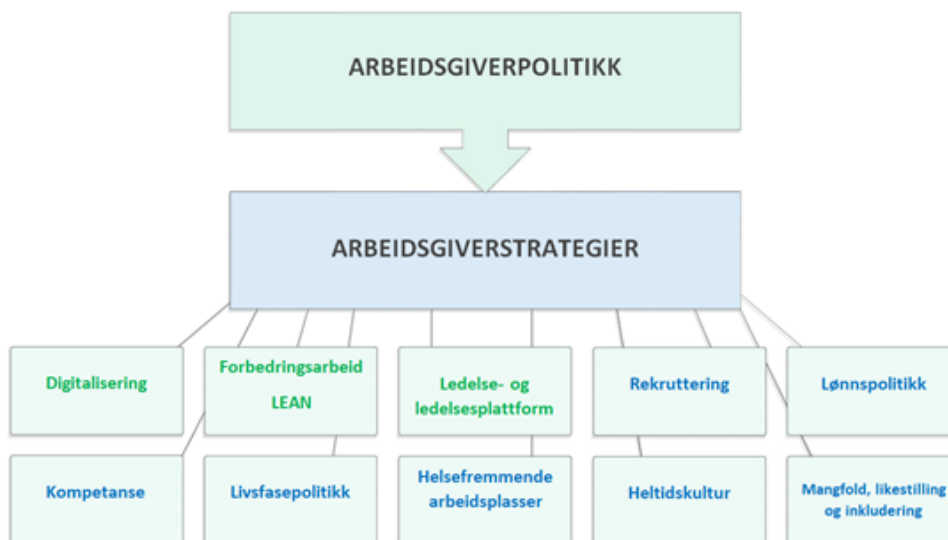 ARBEIDSGIVERPOLITIKK
ARBEIDSGIVERSTRATEGIER
Digitalisering
Forbedringsarbeid
LEAN
Ledelse- og
ledelsesplattform
Rekruttering
Lønnspolitikk
Kompetanse
Livsfasepolitikk
Helsefremmende
arbeidsplasser
Heltidskultur
Mangfold, likestilling
og inkludering